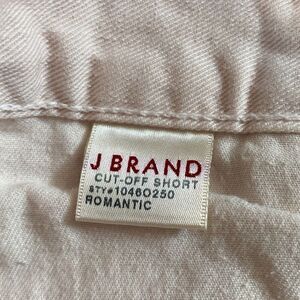 J BRAND
CUT-OFF SHORT
STY#1046O250
ROMANTIC